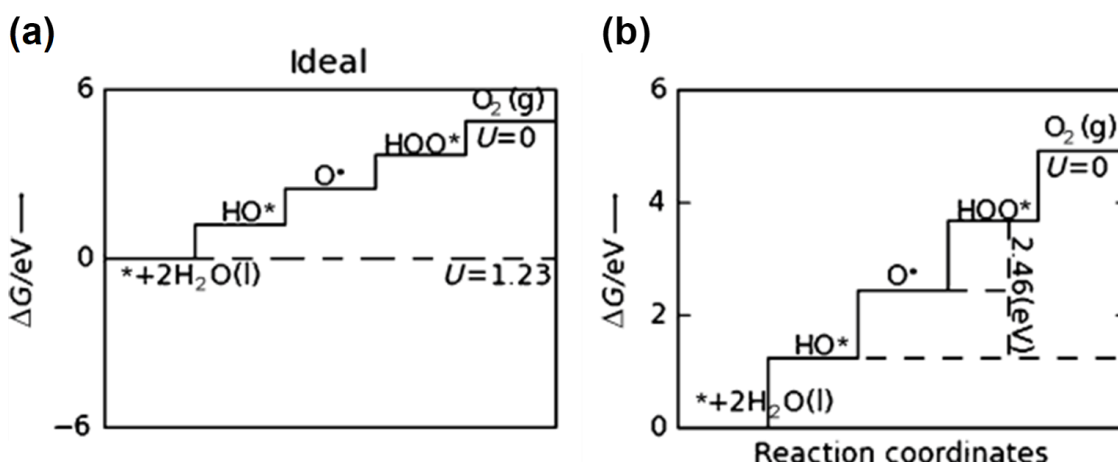 (a)
Ideal
ΔG/eV →
6
0
−6
*+2H₂O(l)
HO*
O•
HOO*
O₂ (g)
U=0
U=1.23
(b)
ΔG/eV →
6
4
2
0
*+2H₂O(l)
HO*
O•
HOO*
O₂ (g)
U=0
2.46(eV)
Reaction coordinates